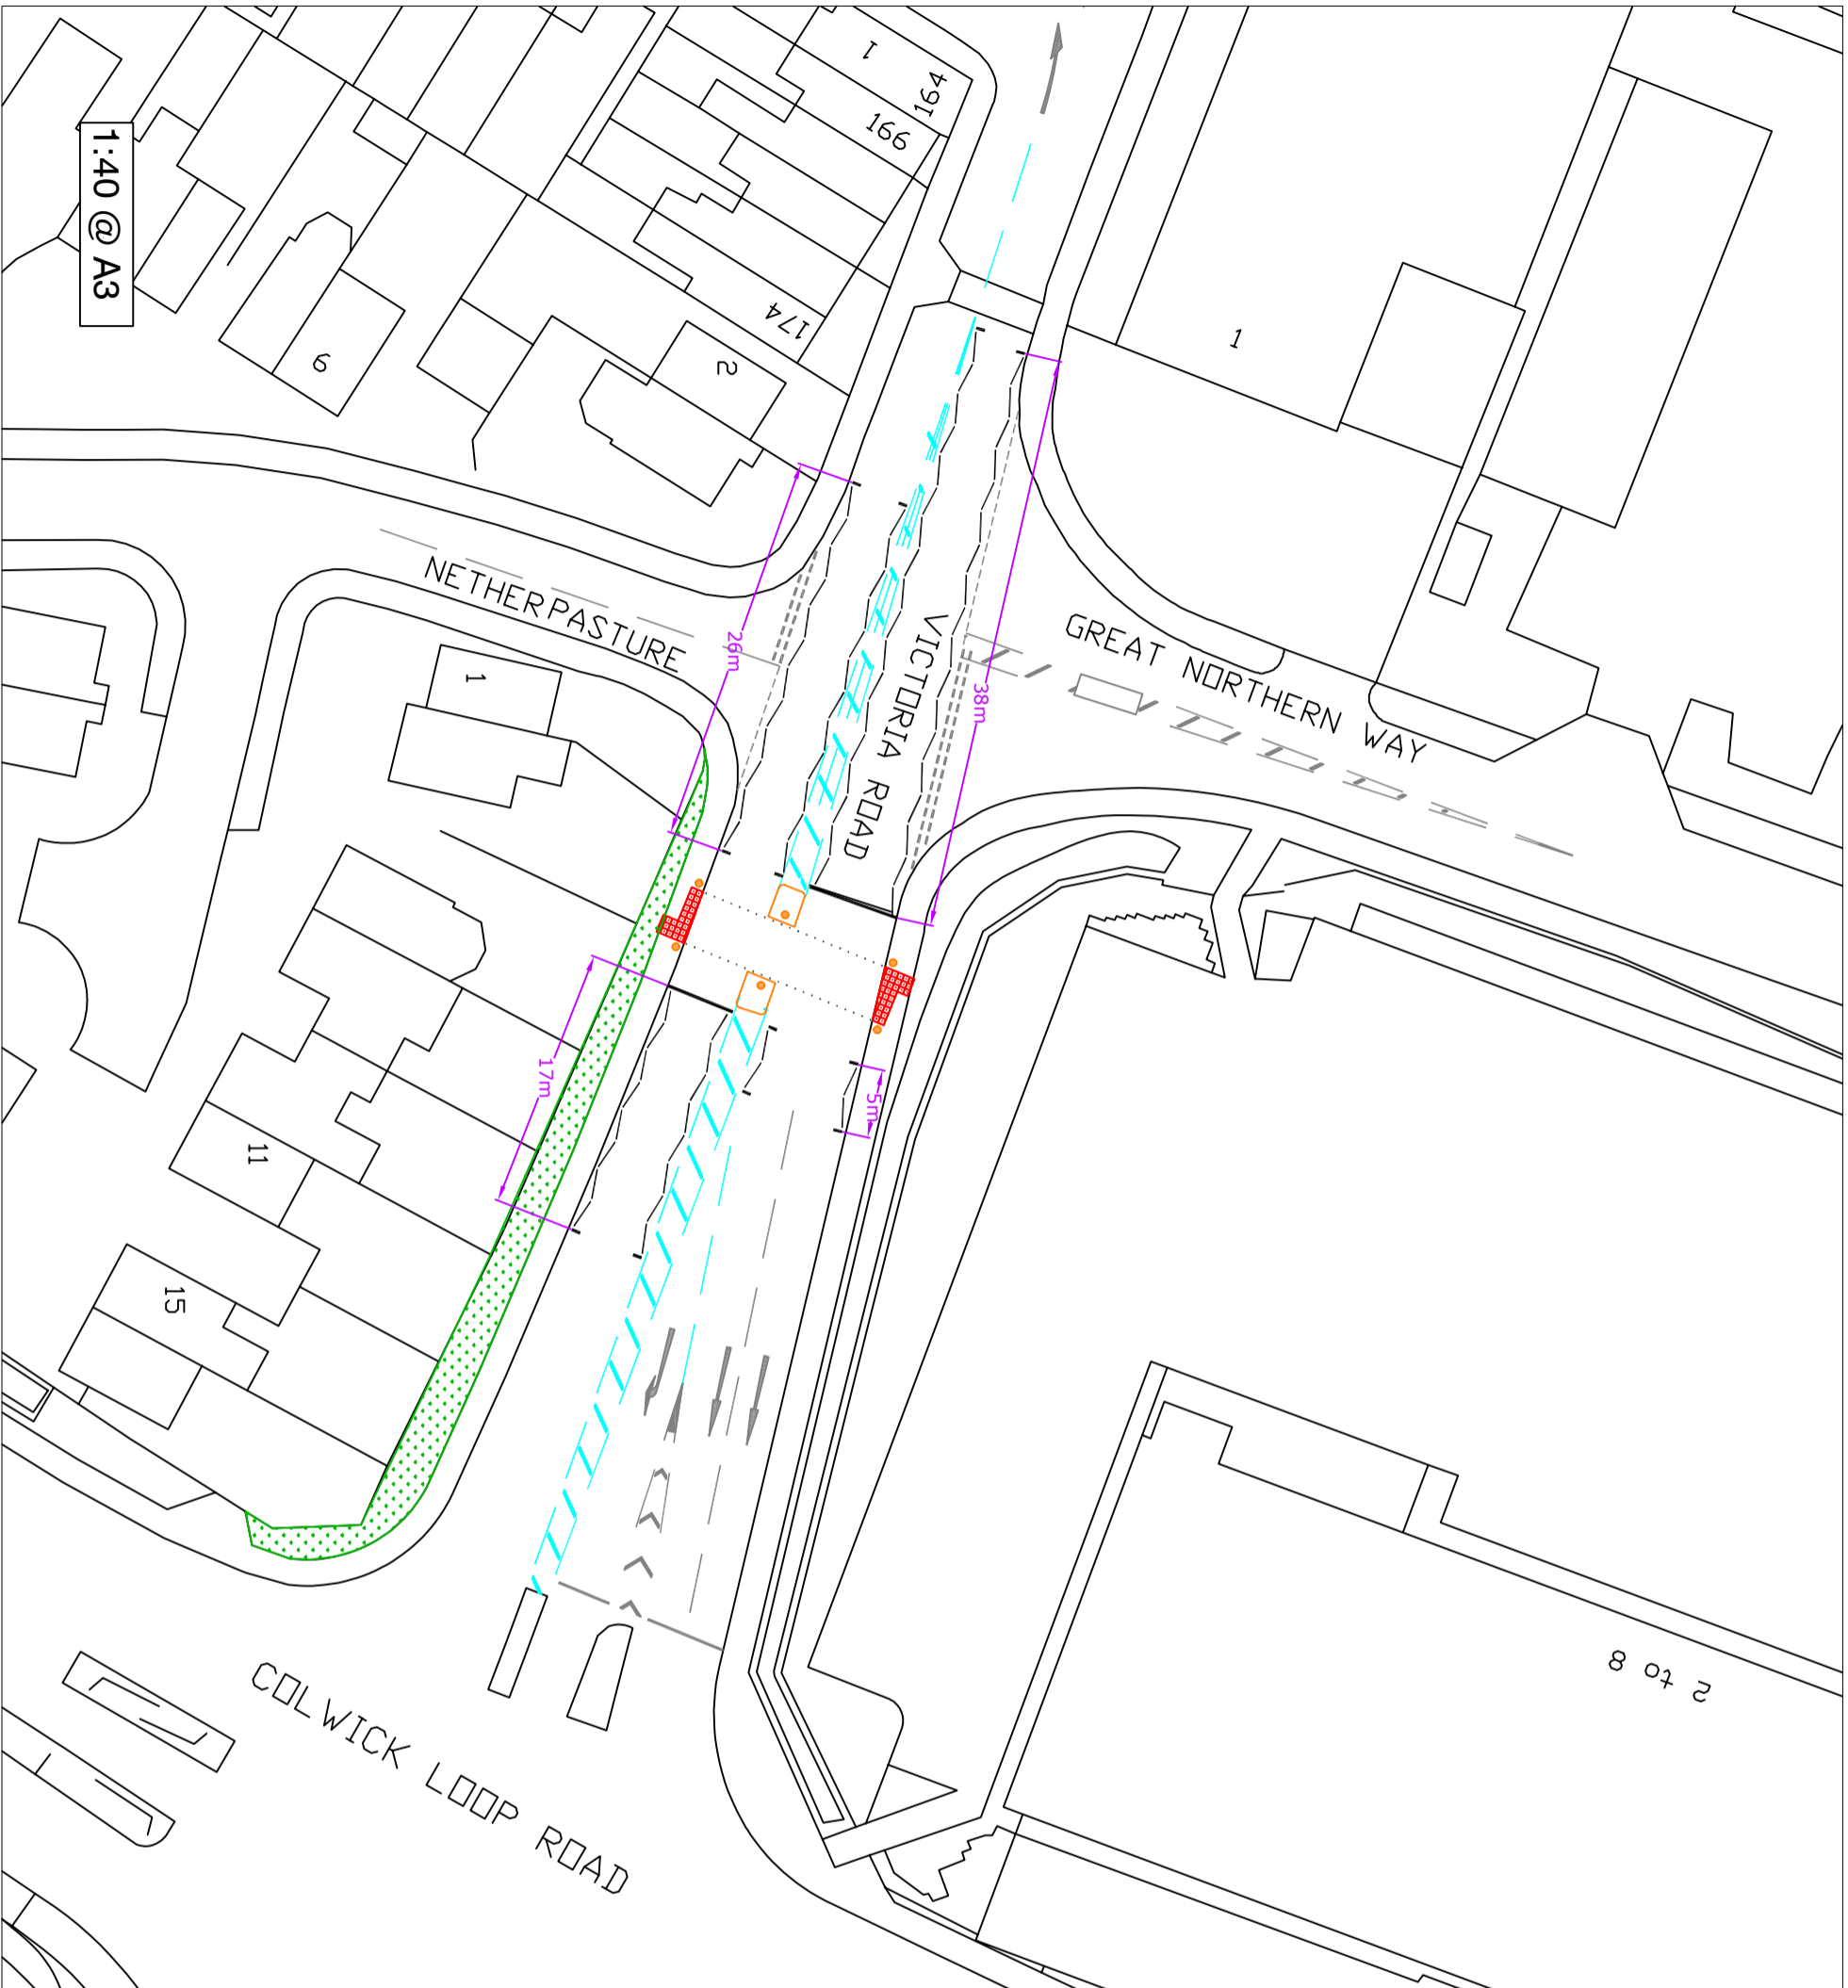 1
164
166
1:40 @ A3
174
2
6
1
NETHERPASTURE
26m
VICTORIA ROAD
38m
GREAT NORTHERN WAY
1
17m
5m
11
15
2 to 8
COLWICK LOOP ROAD